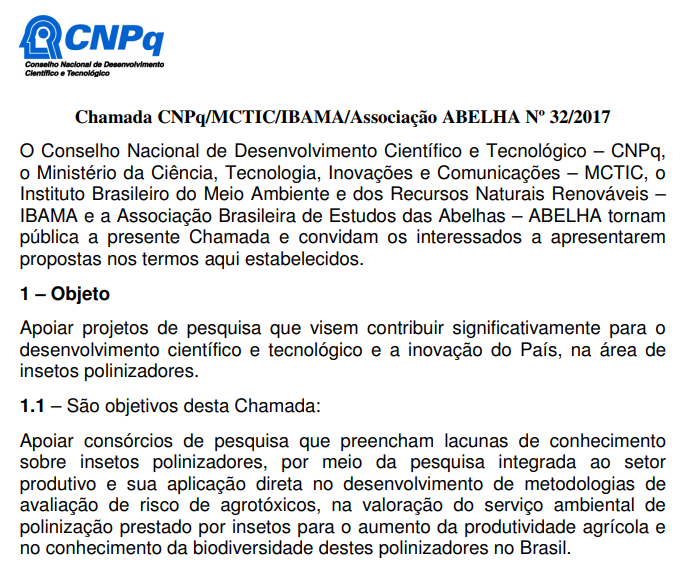 CNPq
Conselho Nacional de Desenvolvimento
Científico e Tecnológico
Chamada CNPq/MCTIC/IBAMA/Associação ABELHA Nº 32/2017
O Conselho Nacional de Desenvolvimento Científico e Tecnológico – CNPq,
o Ministério da Ciência, Tecnologia, Inovações e Comunicações – MCTIC, o
Instituto Brasileiro do Meio Ambiente e dos Recursos Naturais Renováveis –
IBAMA e a Associação Brasileira de Estudos das Abelhas – ABELHA tornam
pública a presente Chamada e convidam os interessados a apresentarem
propostas nos termos aqui estabelecidos.
1 – Objeto
Apoiar projetos de pesquisa que visem contribuir significativamente para o
desenvolvimento científico e tecnológico e a inovação do País, na área de
insetos polinizadores.
1.1 – São objetivos desta Chamada:
Apoiar consórcios de pesquisa que preencham lacunas de conhecimento
sobre insetos polinizadores, por meio da pesquisa integrada ao setor
produtivo e sua aplicação direta no desenvolvimento de metodologias de
avaliação de risco de agrotóxicos, na valoração do serviço ambiental de
polinização prestado por insetos para o aumento da produtividade agrícola e
no conhecimento da biodiversidade destes polinizadores no Brasil.